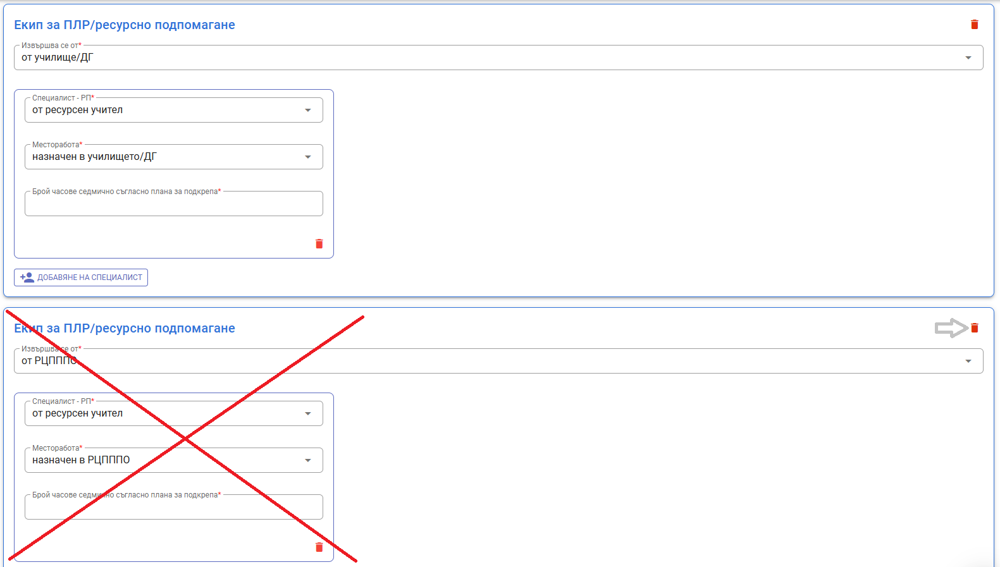 Екип за ПЛР/ресурсно подпомагане
Извършва се от*
от училище/ДГ
Специалист - РП*
от ресурсен учител
Месторабота*
назначен в училището/ДГ
Брой часове седмично съгласно плана за подкрепа*
ДОБАВЯНЕ НА СПЕЦИАЛИСТ
Екип за ПЛР/ресурсно подпомагане
Извършва се от*
от РЦПППО
Специалист - РП*
от ресурсен учител
Месторабота*
назначен в РЦПППО
Брой часове седмично съгласно плана за подкрепа*